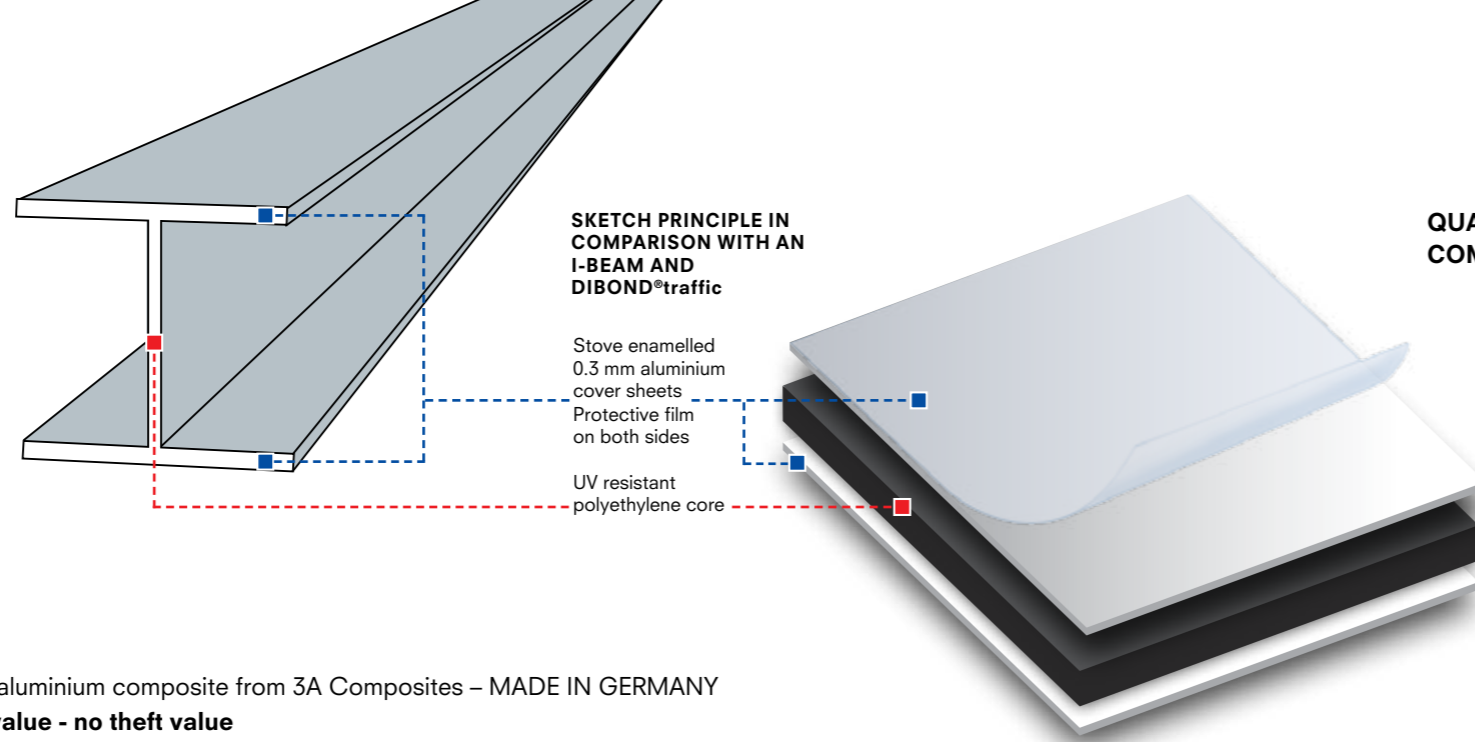 SKETCH PRINCIPLE IN
COMPARISON WITH AN
I-BEAM AND
DIBOND®traffic
Stove enamelled
0.3 mm aluminium
cover sheets
Protective film
on both sides
UV resistant
polyethylene core
QUA
COM
aluminium composite from 3A Composites – MADE IN GERMANY
value - no theft value